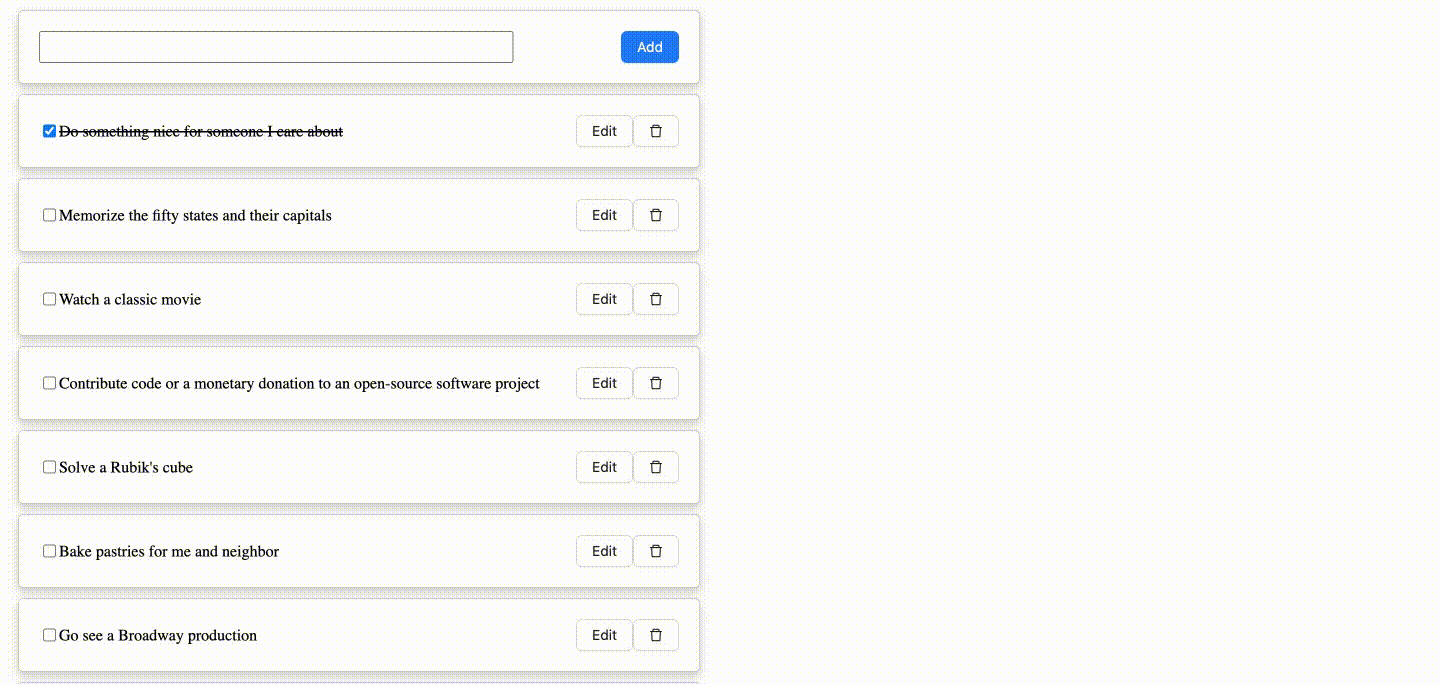 Add
Do something nice for someone I care about Edit
Memorize the fifty states and their capitals Edit
Watch a classic movie Edit
Contribute code or a monetary donation to an open-source software project Edit
Solve a Rubik's cube Edit
Bake pastries for me and neighbor Edit
Go see a Broadway production Edit